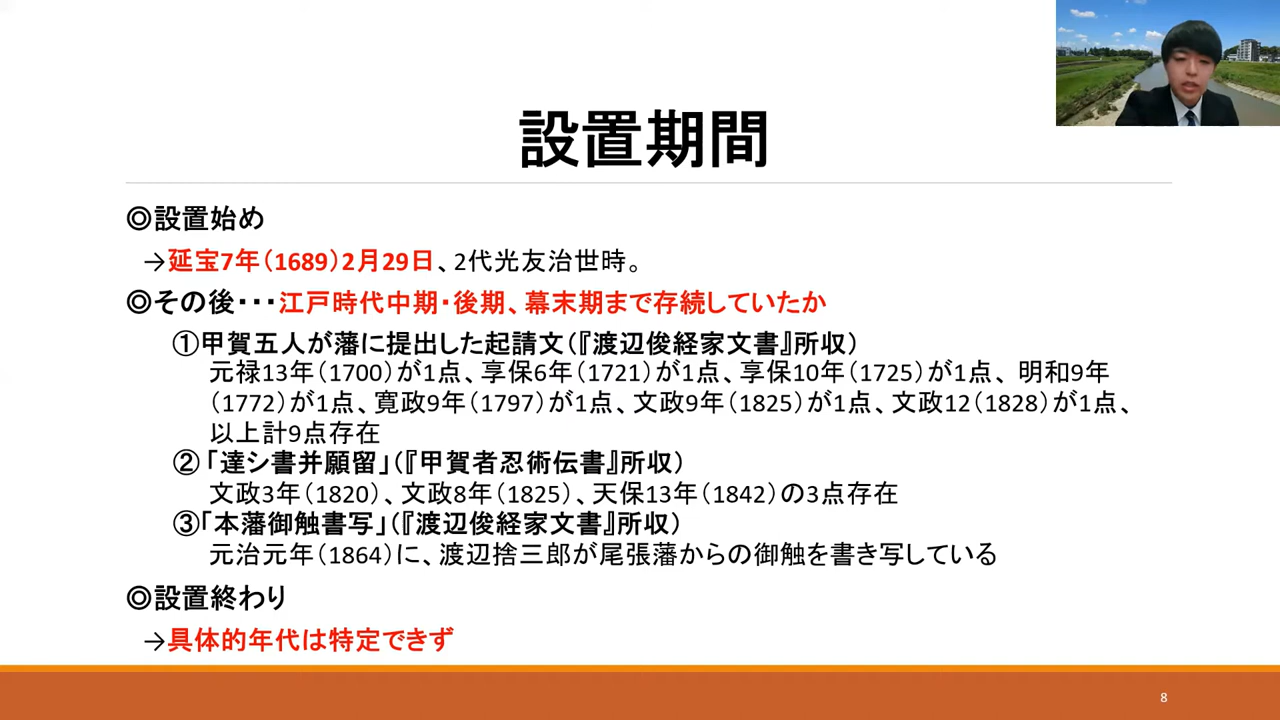 設置期間
◎設置始め
→延宝7年（1689）2月29日、2代光友治世時。
◎その後・・・江戸時代中期・後期、幕末期まで存続していたか
①甲賀五人が藩に提出した起請文（『渡辺俊経家文書』所収）
元禄13年（1700）が1点、享保6年（1721）が1点、享保10年（1725）が1点、 明和9年
（1772）が1点、寛政9年（1797）が1点、文政9年（1825）が1点、文政12（1828）が1点、
以上計9点存在
②「達シ書并願留」（『甲賀者忍術伝書』所収）
文政3年（1820）、文政8年（1825）、天保13年（1842）の3点存在
③「本藩御触書写」（『渡辺俊経家文書』所収）
元治元年（1864）に、渡辺捨三郎が尾張藩からの御触を書き写している
◎設置終わり
→具体的年代は特定できず
8